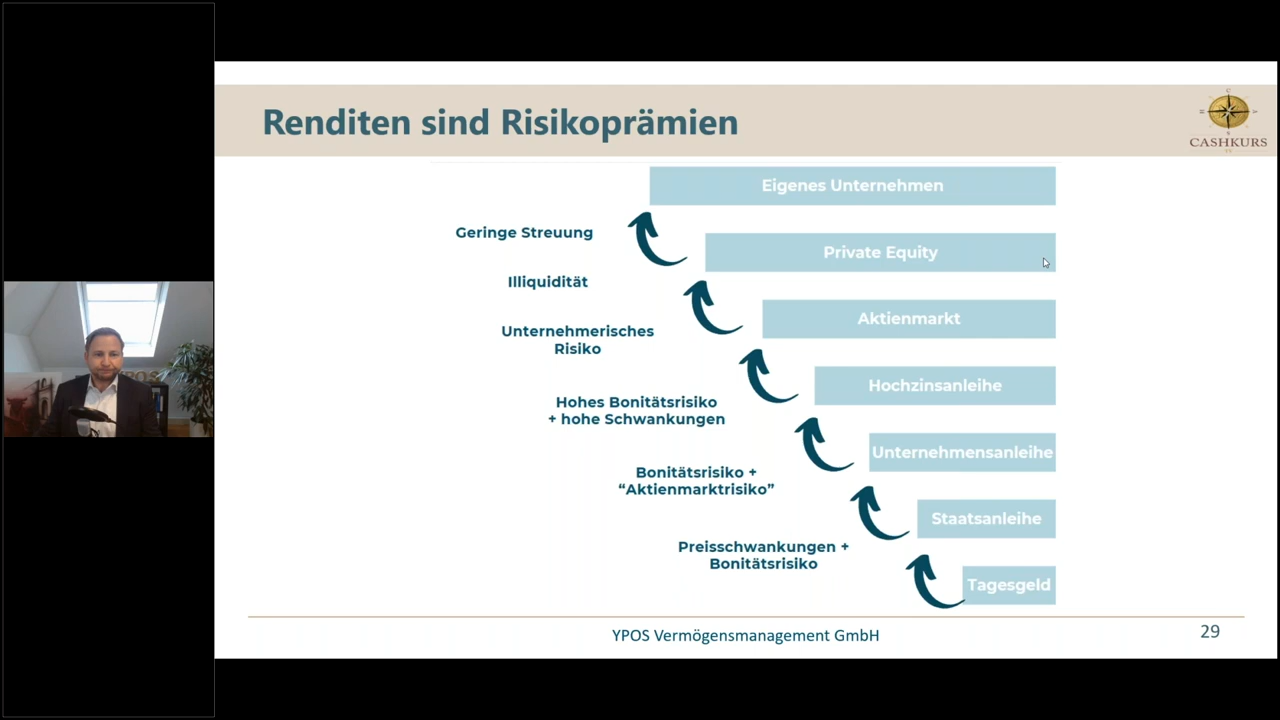 Renditen sind Risikoprämien
CASHKURS
Eigenes Unternehmen
Geringe Streuung
Private Equity
Illiquidität
Aktienmarkt
Unternehmerisches
Risiko
Hochzinsanleihe
Hohes Bonitätsrisiko
+ hohe Schwankungen
Unternehmensanleihe
Bonitätsrisiko +
“Aktienmarktrisiko”
Staatsanleihe
Preisschwankungen +
Bonitätsrisiko
Tagesgeld
YPOS Vermögensmanagement GmbH
29